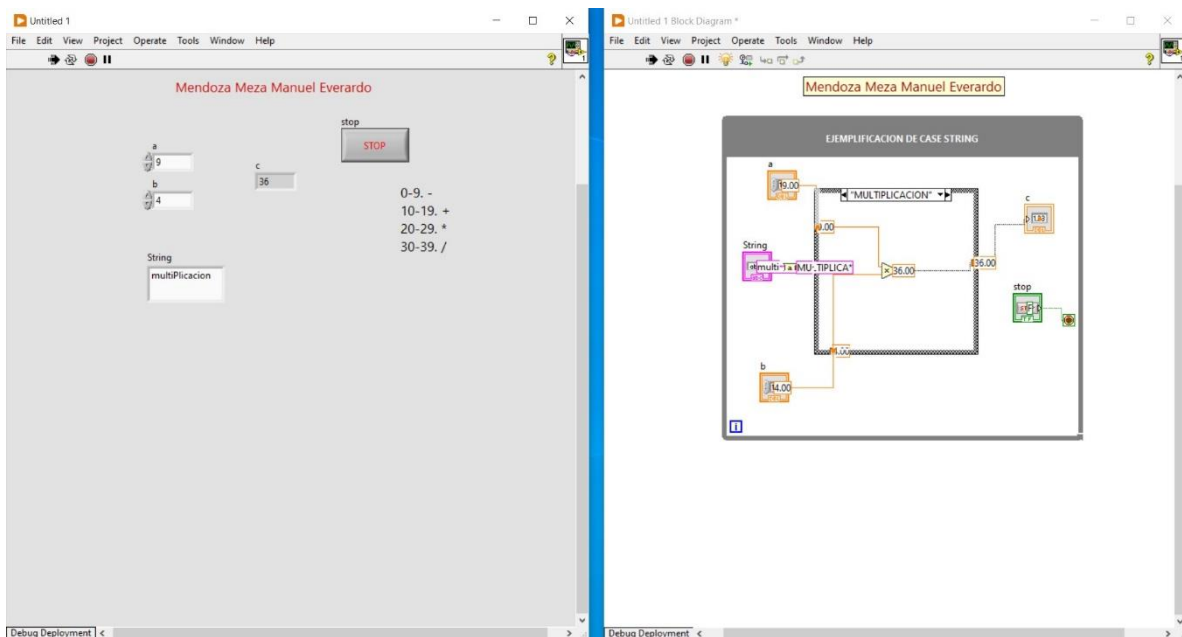 Untitled 1
File Edit View Project Operate Tools Window Help
Mendoza Meza Manuel Everardo
stop
STOP
a
9
c
36
b
4
0-9. -
10-19. +
20-29. *
30-39. /
String
multiPlicacion
Debug Deployment
Untitled 1 Block Diagram *
File Edit View Project Operate Tools Window Help
Mendoza Meza Manuel Everardo
EJEMPLIFICACION DE CASE STRING
a
"MULTIPLICACION"
c
1.23
String
36.00
36.00
stop
b
i
Debug Deployment